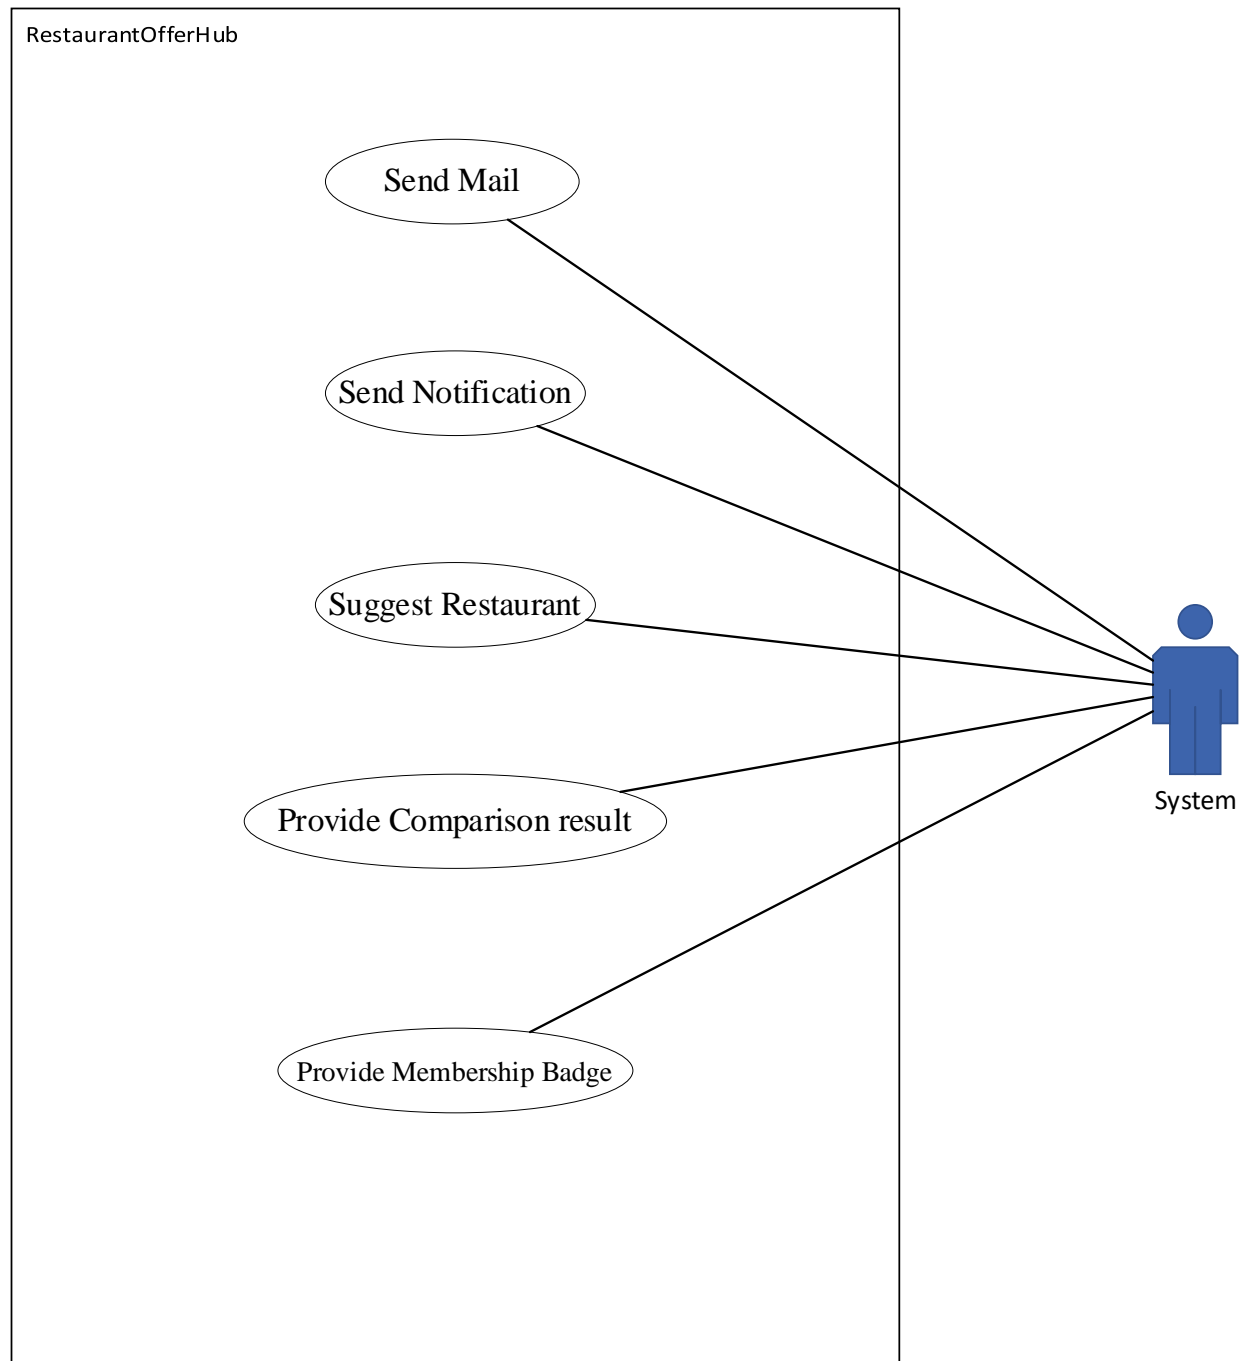 RestaurantOfferHub
Send Mail
Send Notification
Suggest Restaurant
Provide Comparison result
Provide Membership Badge
System